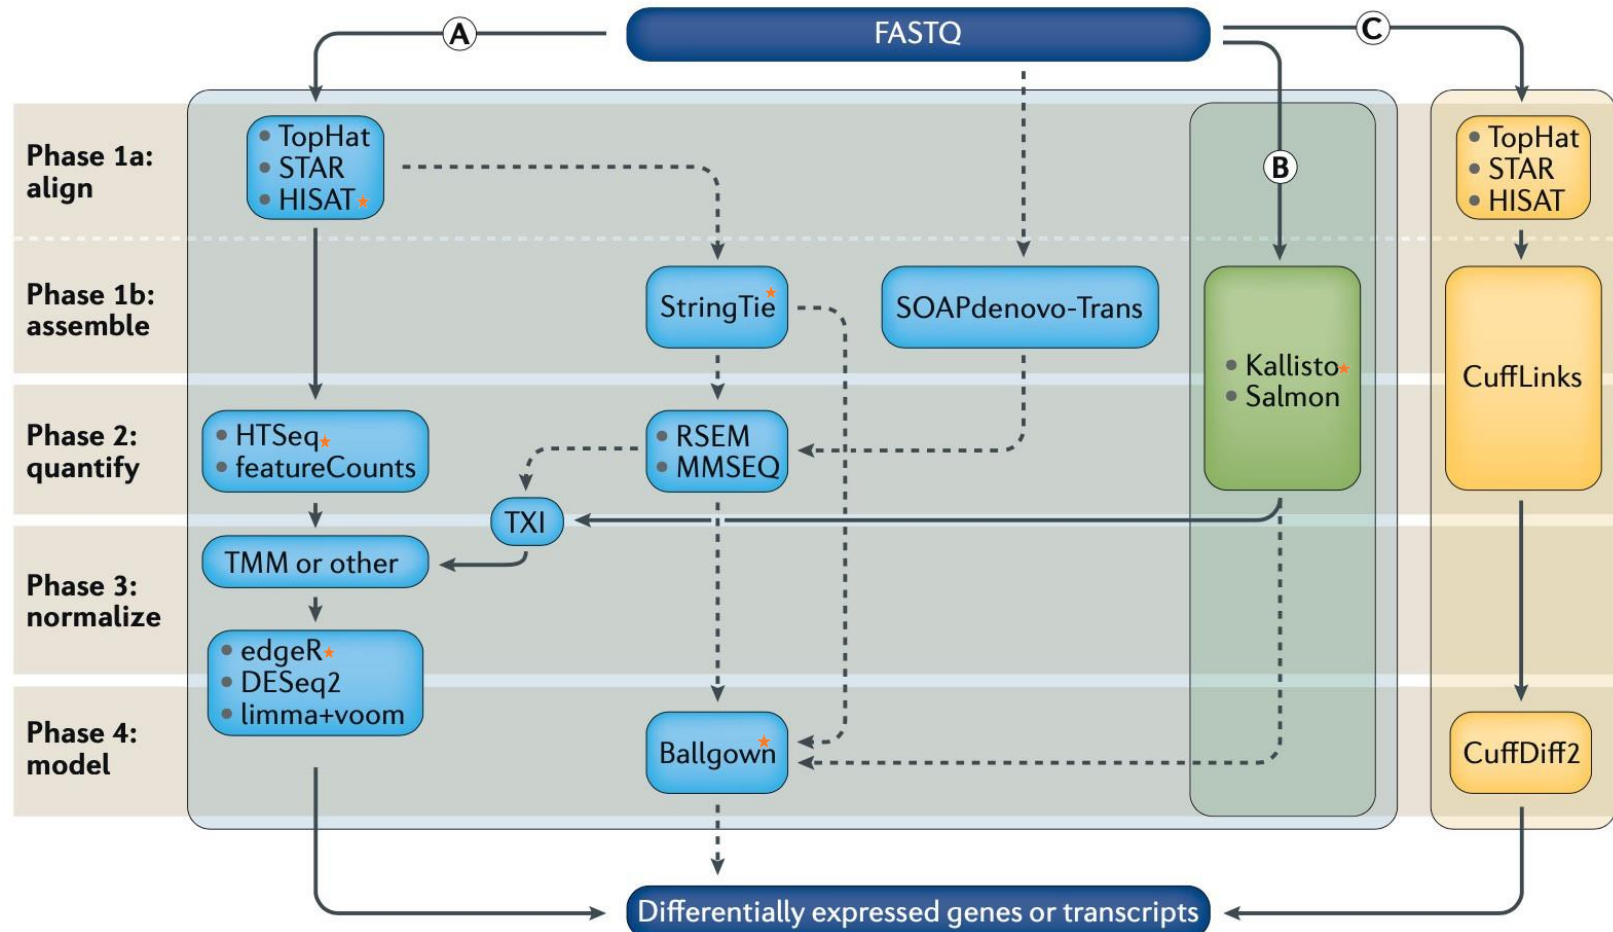 FASTQ
A
C
Phase 1a:
align
TopHat
STAR
HISAT
B
TopHat
STAR
HISAT
Phase 1b:
assemble
StringTie
SOAPdenovo-Trans
Kallisto
Salmon
CuffLinks
Phase 2:
quantify
HTSeq
featureCounts
RSEM
MMSEQ
TXI
Phase 3:
normalize
TMM or other
edgeR
DESeq2
limma+voom
Phase 4:
model
Ballgown
CuffDiff2
Differentially expressed genes or transcripts